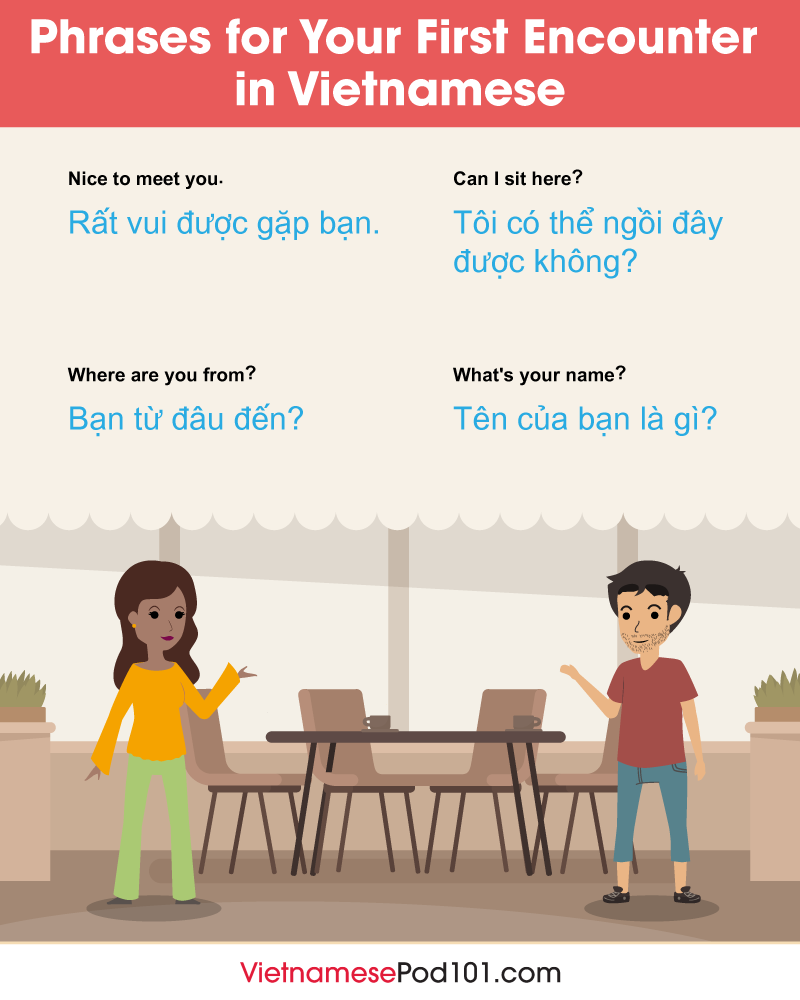 Phrases for Your First Encounter
in Vietnamese
Nice to meet you.
Rất vui được gặp bạn.
Can I sit here?
Tôi có thể ngồi đây
được không?
Where are you from?
Bạn từ đâu đến?
What's your name?
Tên của bạn là gì?
VietnamesePod101.com